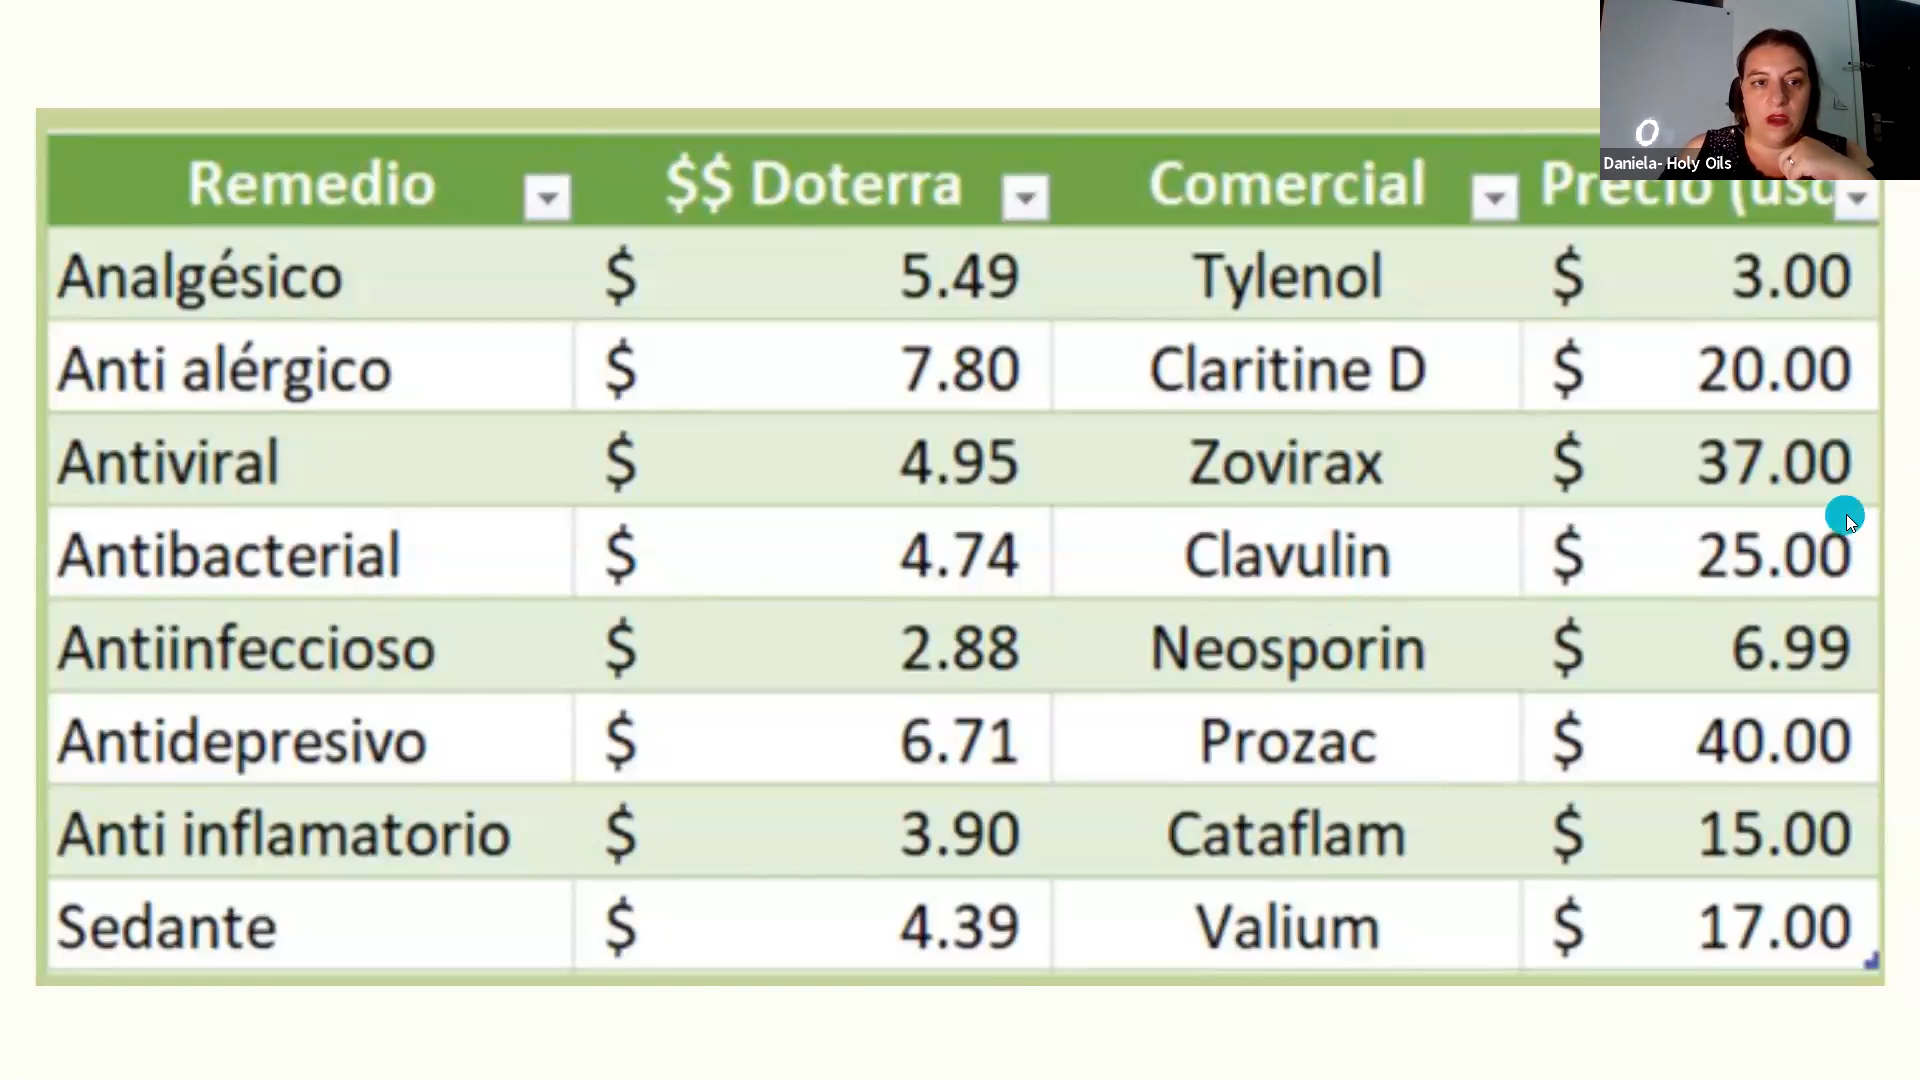 Daniela- Holy Oils
Remedio $$ Doterra Comercial Precio (usd
Analgésico $ 5.49 Tylenol $ 3.00
Anti alérgico $ 7.80 Claritine D $ 20.00
Antiviral $ 4.95 Zovirax $ 37.00
Antibacterial $ 4.74 Clavulin $ 25.00
Antiinfeccioso $ 2.88 Neosporin $ 6.99
Antidepresivo $ 6.71 Prozac $ 40.00
Anti inflamatorio $ 3.90 Cataflam $ 15.00
Sedante $ 4.39 Valium $ 17.00